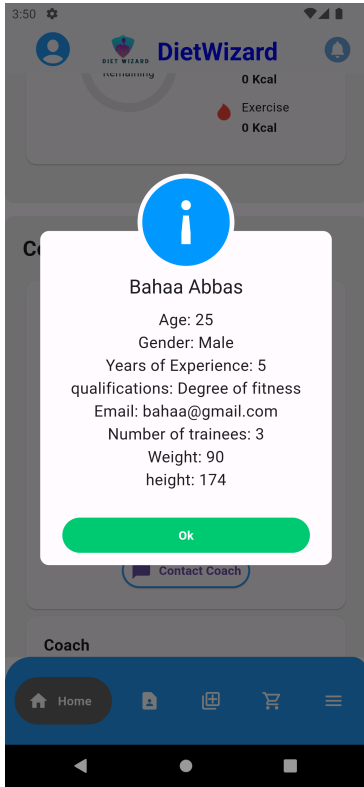 3:50
DIET WIZARD
DietWizard
Remaining
0 Kcal
Exercise
0 Kcal
Bahaa Abbas
Age: 25
Gender: Male
Years of Experience: 5
qualifications: Degree of fitness
Email: bahaa@gmail.com
Number of trainees: 3
Weight: 90
height: 174
Ok
Contact Coach
Coach
Home